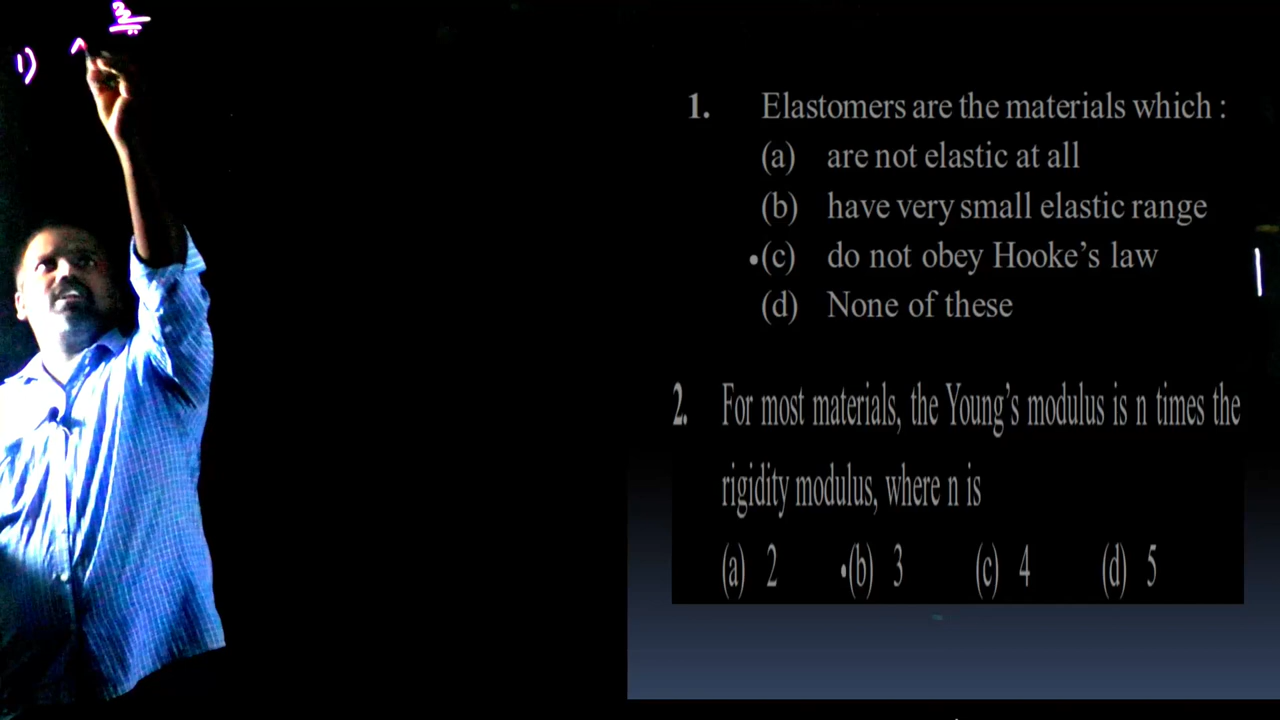 1)
1. Elastomers are the materials which :
(a) are not elastic at all
(b) have very small elastic range
•(c) do not obey Hooke's law
(d) None of these
2. For most materials, the Young's modulus is n times the
rigidity modulus, where n is
(a) 2 •(b) 3 (c) 4 (d) 5